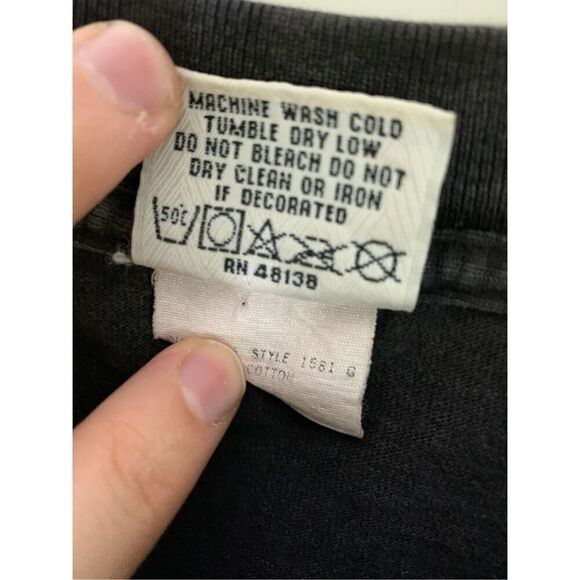 MACHINE WASH COLD
TUMBLE DRY LOW
DO NOT BLEACH DO NOT
DRY CLEAN OR IRON
IF DECORATED
50C
RN 48138
STYLE 1581 G
COTTON